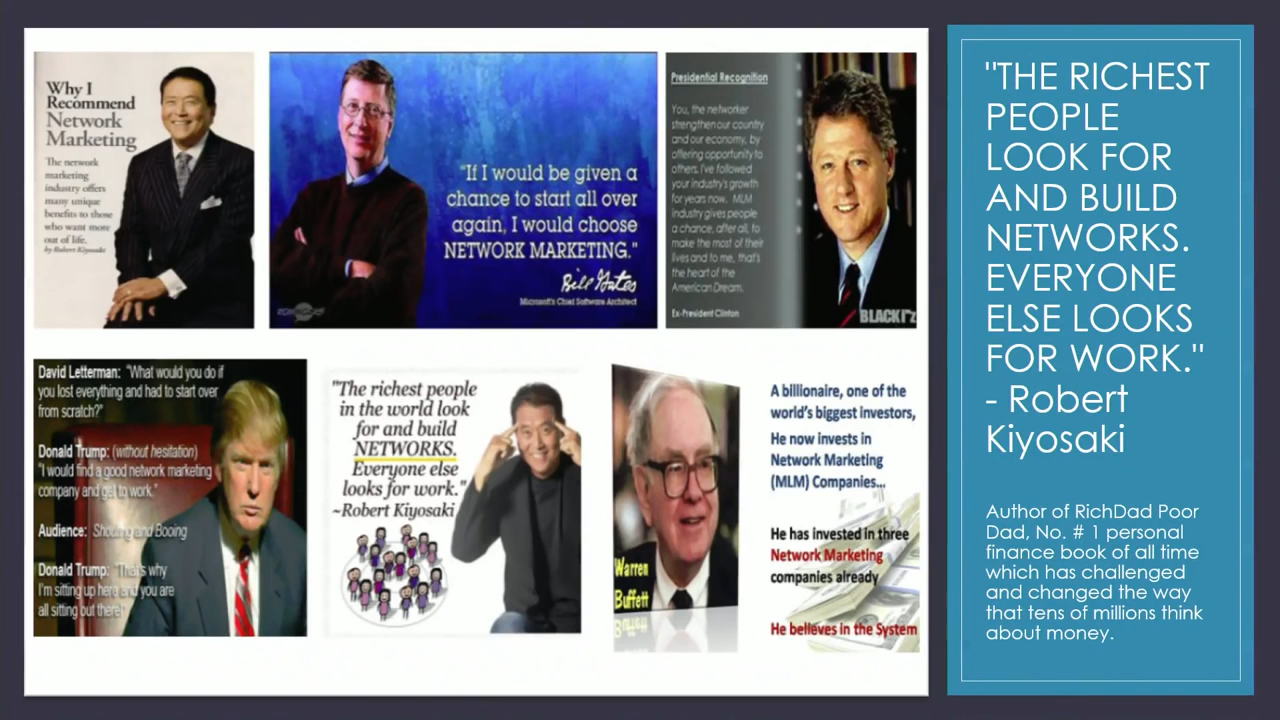 Why I
Recommend
Network
Marketing
The network
marketing
industry offers
many unique
benefits to those
who want more
out of life.
by Robert Kiyosaki
"If I would be given a
chance to start all over
again, I would choose
NETWORK MARKETING."
Bill Gates
Microsoft's Chief Software Architect
Presidential Recognition
You, the networker
strengthen our country
and our economy, by
offering opportunity to
others. I've followed
your industry's growth
for years now. MLM
industry gives people
a chance, after all, to
make the most of their
lives and to me, that's
the heart of the
American Dream.
Ex-President Clinton
BLACK
David Letterman: "What would you do if
you lost everything and had to start over
from scratch?"
Donald Trump: (without hesitation)
"I would find a good network marketing
company and get to work."
Audience: Shouting and Booing
Donald Trump: "That's why
I'm sitting up here and you are
all sitting out there"
"The richest people
in the world look
for and build
NETWORKS.
Everyone else
looks for work."
~Robert Kiyosaki
Warren
Buffett
A billionaire, one of the
world's biggest investors,
He now invests in
Network Marketing
(MLM) Companies...
He has invested in three
Network Marketing
companies already
He believes in the System
"THE RICHEST
PEOPLE
LOOK FOR
AND BUILD
NETWORKS.
EVERYONE
ELSE LOOKS
FOR WORK."
- Robert
Kiyosaki
Author of RichDad Poor
Dad, No. # 1 personal
finance book of all time
which has challenged
and changed the way
that tens of millions think
about money.